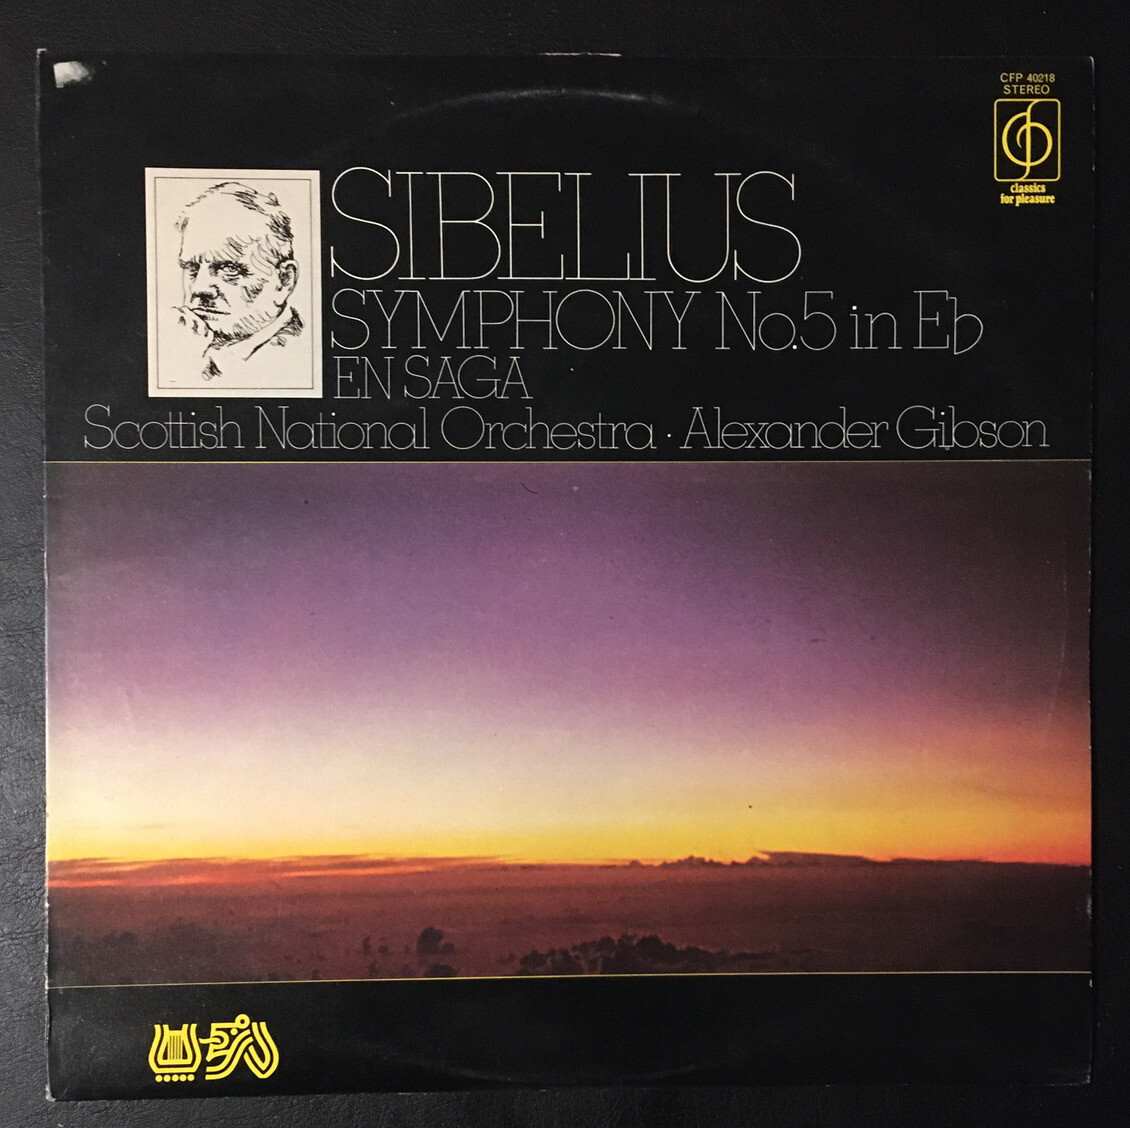 CFP 40218
STEREO
classics
for pleasure
SIBELIUS
SYMPHONY No.5 in E♭
EN SAGA
Scottish National Orchestra · Alexander Gibson